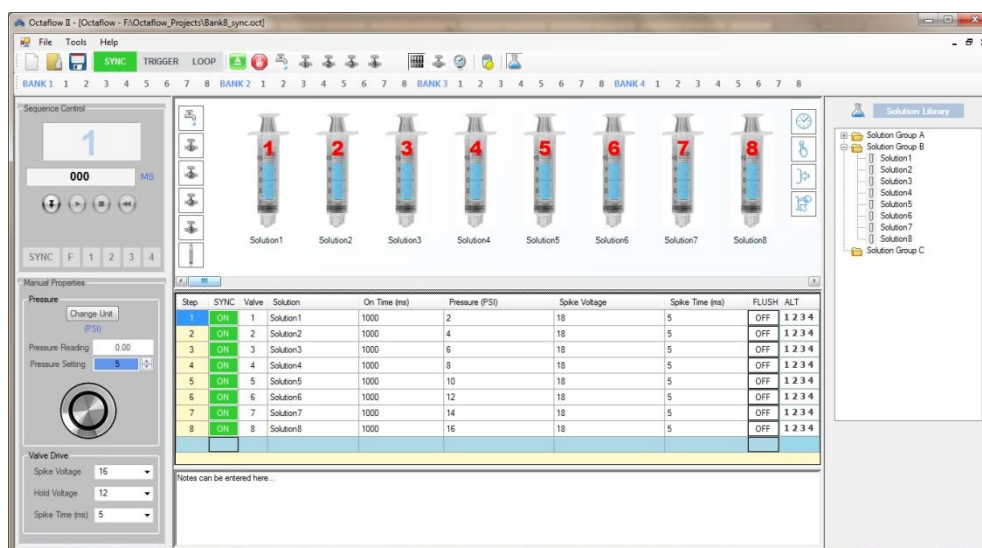 Octaflow II - [Octaflow - F:\Octaflow_Projects\Bank8_sync.oct]
File Tools Help
SYNC TRIGGER LOOP
BANK 1 1 2 3 4 5 6 7 8 BANK 2 1 2 3 4 5 6 7 8 BANK 3 1 2 3 4 5 6 7 8 BANK 4 1 2 3 4 5 6 7 8
Sequence Control
1
000 MS
SYNC F 1 2 3 4
Manual Properties
Pressure
Change Unit
(PSI)
Pressure Reading 0.00
Pressure Setting 5
Valve Drive
Spike Voltage 16
Hold Voltage 12
Spike Time (ms) 5
1 2 3 4 5 6 7 8
Solution1 Solution2 Solution3 Solution4 Solution5 Solution6 Solution7 Solution8
Step SYNC Valve Solution On Time (ms) Pressure (PSI) Spike Voltage Spike Time (ms) FLUSH ALT
1 ON 1 Solution1 1000 2 18 5 OFF 1 2 3 4
2 ON 2 Solution2 1000 4 18 5 OFF 1 2 3 4
3 ON 3 Solution3 1000 6 18 5 OFF 1 2 3 4
4 ON 4 Solution4 1000 8 18 5 OFF 1 2 3 4
5 ON 5 Solution5 1000 10 18 5 OFF 1 2 3 4
6 ON 6 Solution6 1000 12 18 5 OFF 1 2 3 4
7 ON 7 Solution7 1000 14 18 5 OFF 1 2 3 4
8 ON 8 Solution8 1000 16 18 5 OFF 1 2 3 4
Notes can be entered here...
Solution Library
Solution Group A
Solution Group B
Solution1
Solution2
Solution3
Solution4
Solution5
Solution6
Solution7
Solution8
Solution Group C